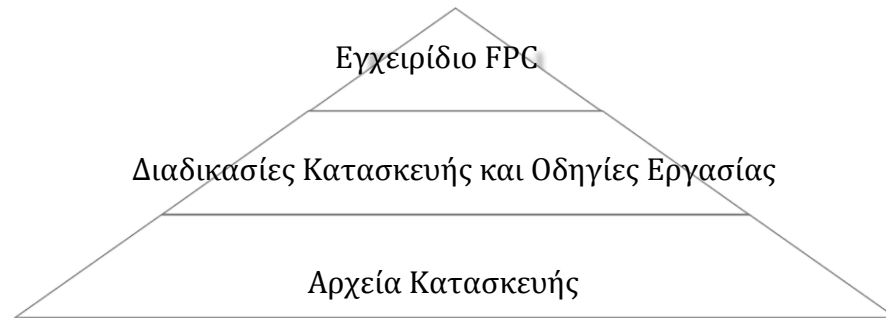 Εγχειρίδιο FPC
Διαδικασίες Κατασκευής και Οδηγίες Εργασίας
Αρχεία Κατασκευής